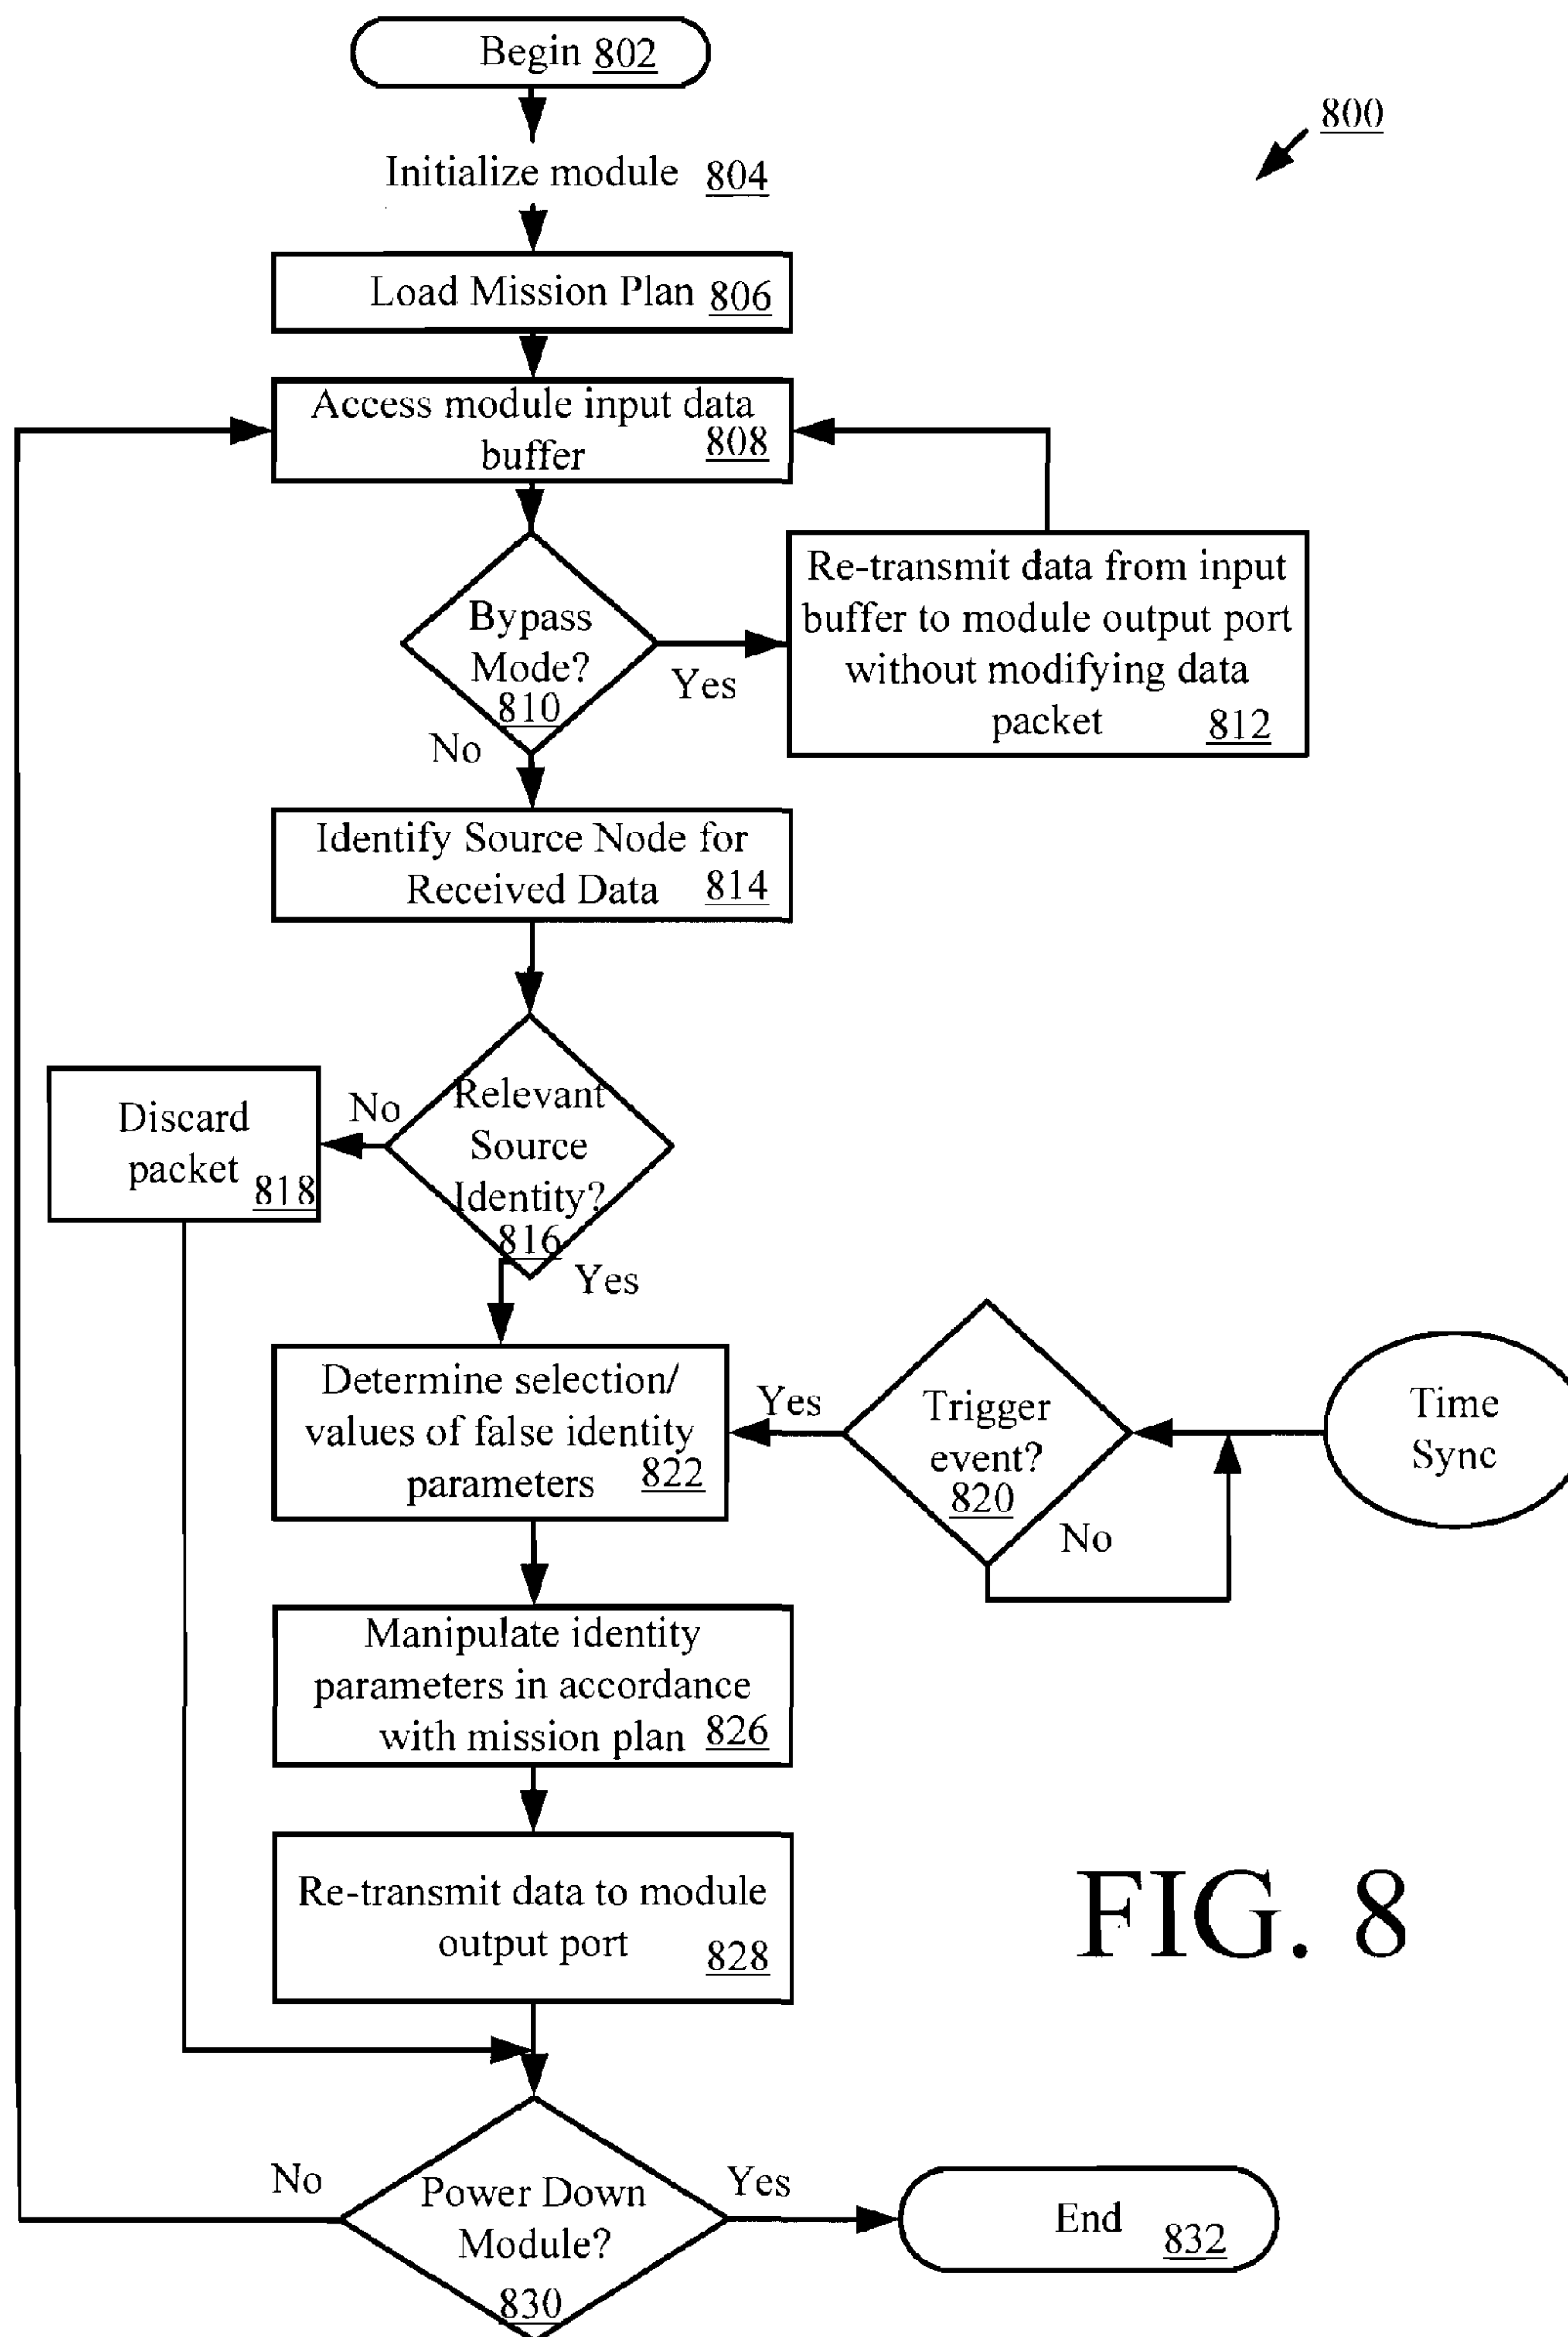 Begin 802
800
Initialize module 804
Load Mission Plan 806
Access module input data
buffer 808
Bypass
Mode?
810
Yes
No
Re-transmit data from input
buffer to module output port
without modifying data
packet 812
Identify Source Node for
Received Data 814
Relevant
Source
Identity?
816
No
Yes
Discard
packet 818
Determine selection/
values of false identity
parameters 822
Yes
Trigger
event?
820
No
Time
Sync
Manipulate identity
parameters in accordance
with mission plan 826
Re-transmit data to module
output port 828
FIG. 8
Power Down
Module?
830
No
Yes
End 832